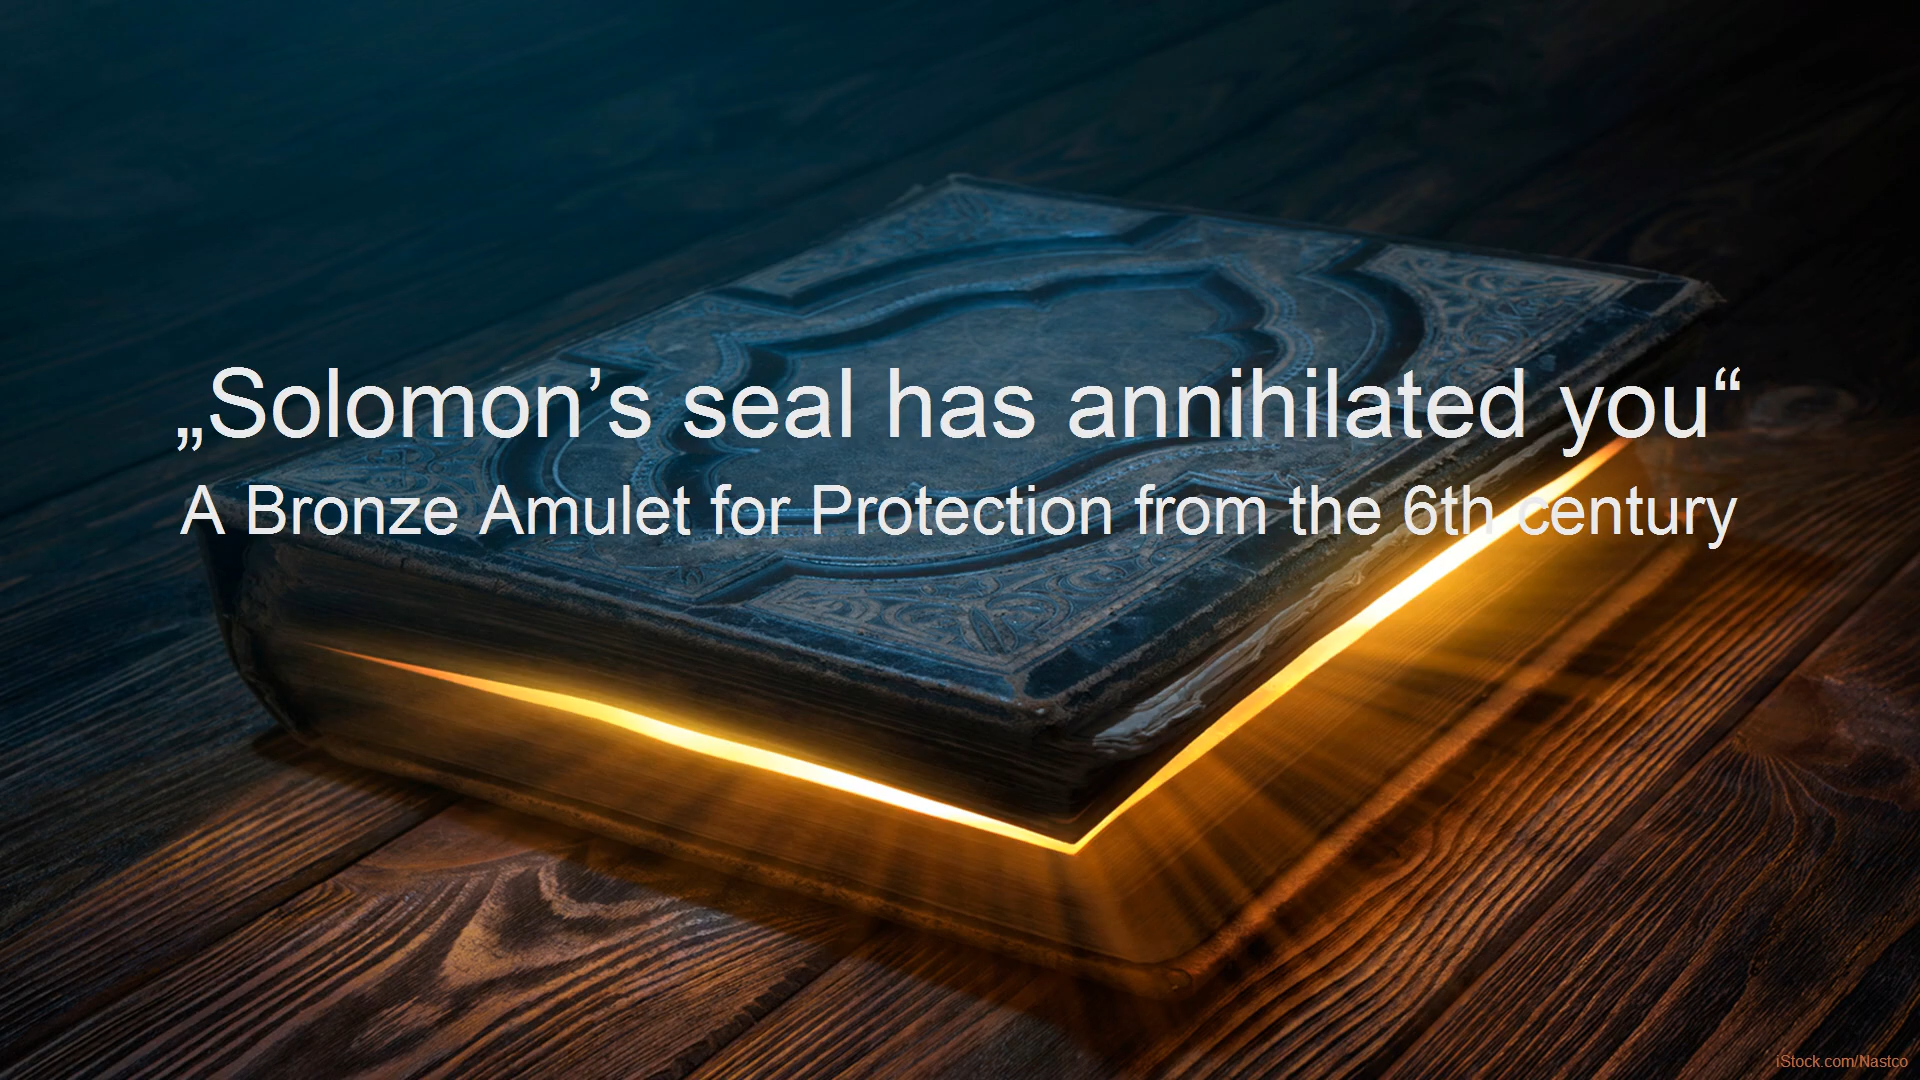 „Solomon’s seal has annihilated you“
A Bronze Amulet for Protection from the 6th century
iStock.com/Nastco